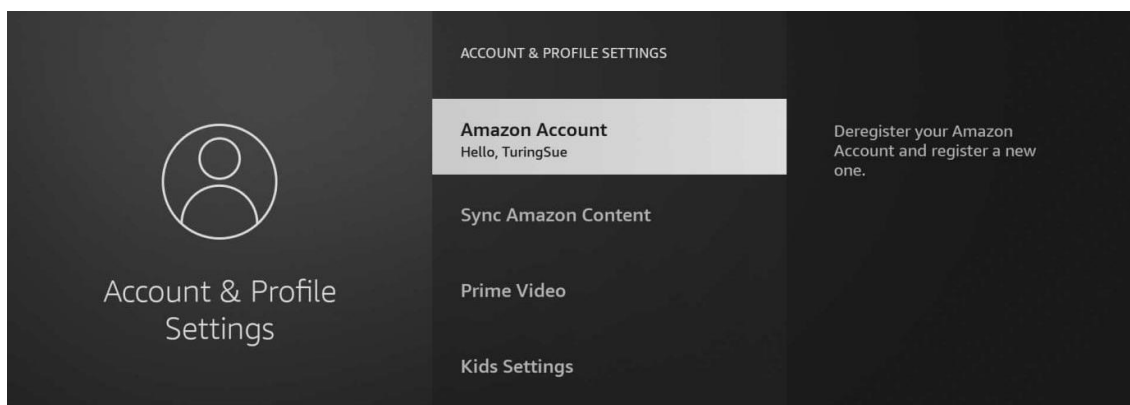 Account & Profile
Settings
ACCOUNT & PROFILE SETTINGS
Amazon Account
Hello, TuringSue
Sync Amazon Content
Prime Video
Kids Settings
Deregister your Amazon
Account and register a new
one.